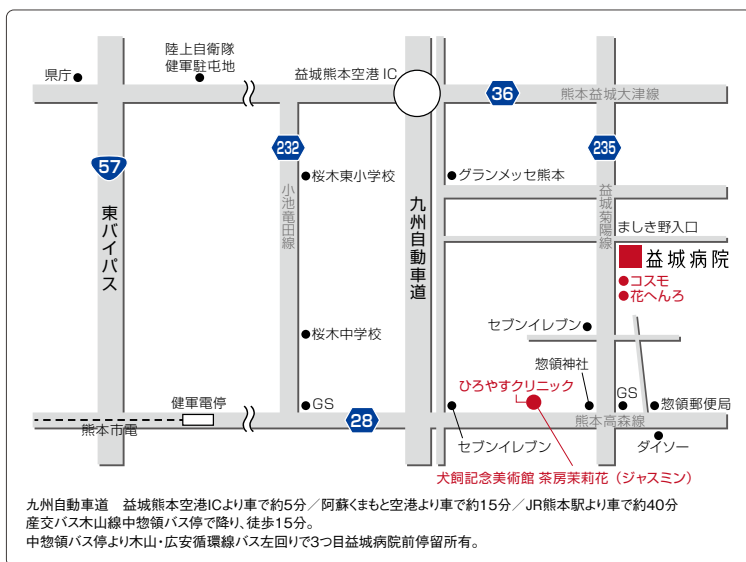 陸上自衛隊
健軍駐屯地
県庁
益城熊本空港IC
36
熊本益城大津線
57
232
235
桜木東小学校
グランメッセ熊本
小池竜田線
東バイパス
九州自動車道
益城菊陽線
ましき野入口
益城病院
コスモ
花へんろ
セブンイレブン
桜木中学校
惣領神社
ひろやすクリニック
健軍電停
GS
GS
惣領郵便局
28
熊本高森線
熊本市電
セブンイレブン
ダイソー
犬飼記念美術館 茶房茉莉花（ジャスミン）
九州自動車道　益城熊本空港ICより車で約5分／阿蘇くまもと空港より車で約15分／JR熊本駅より車で約40分
産交バス木山線中惣領バス停で降り、徒歩15分。
中惣領バス停より木山・広安循環線バス左回りで3つ目益城病院前停留所有。